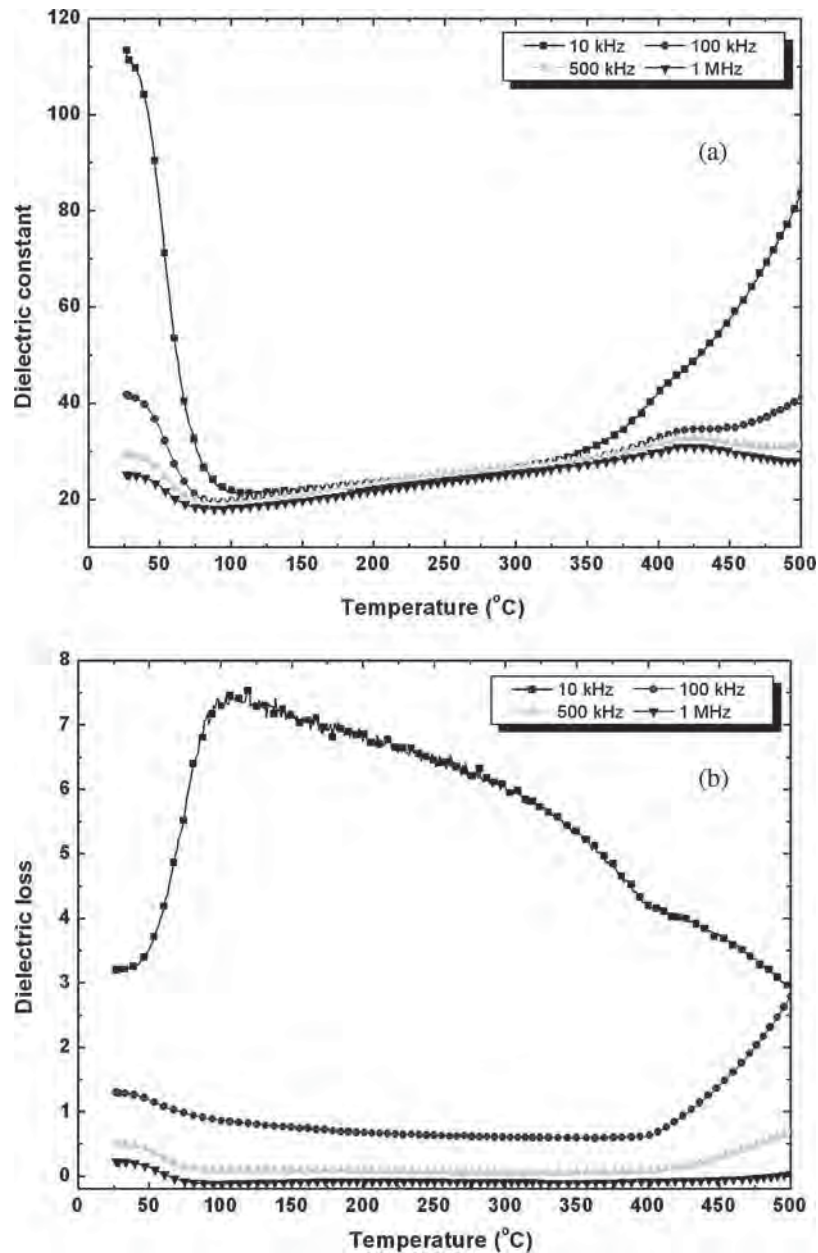 120
100
80
60
40
20
Dielectric constant
10 kHz 100 kHz
500 kHz 1 MHz
(a)
0 50 100 150 200 250 300 350 400 450 500
Temperature (°C)
8
7
6
5
4
3
2
1
0
Dielectric loss
10 kHz 100 kHz
500 kHz 1 MHz
(b)
0 50 100 150 200 250 300 350 400 450 500
Temperature (°C)